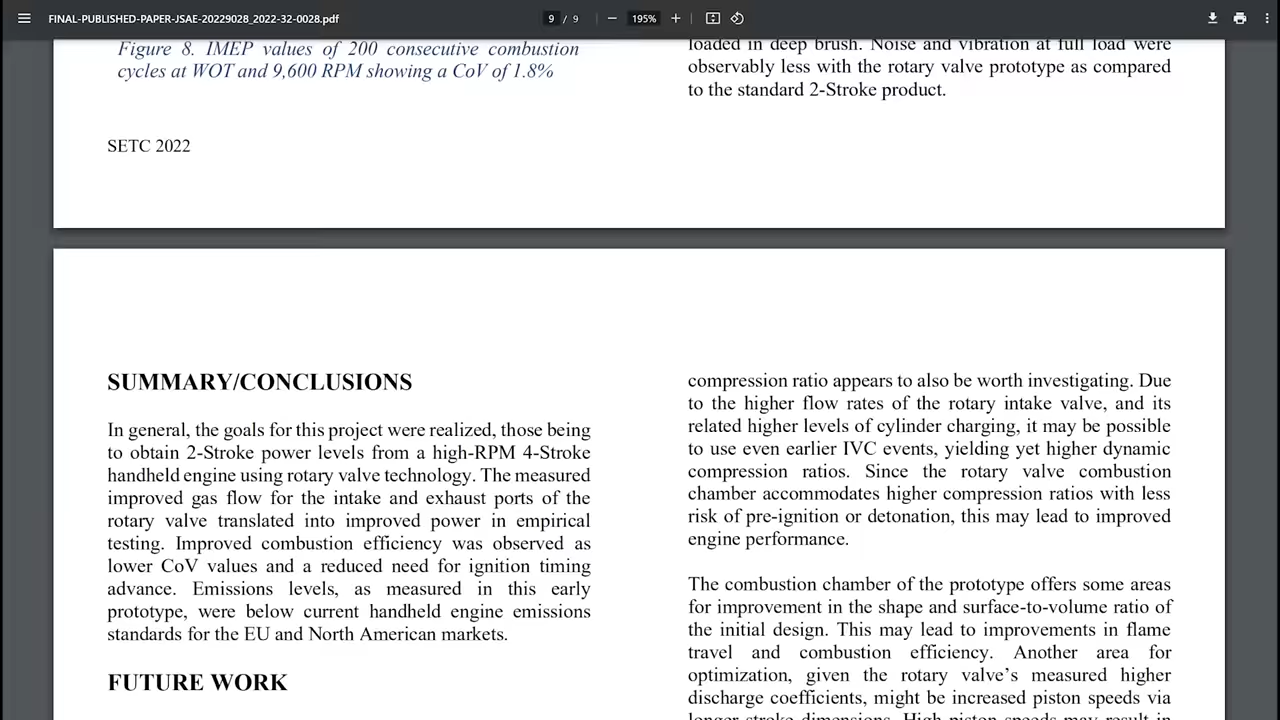 FINAL-PUBLISHED-PAPER-JSAE-20229028_2022-32-0028.pdf
9 / 9
195%
Figure 8. IMEP values of 200 consecutive combustion
cycles at WOT and 9,600 RPM showing a CoV of 1.8%
SETC 2022
loaded in deep brush. Noise and vibration at full load were
observably less with the rotary valve prototype as compared
to the standard 2-Stroke product.
SUMMARY/CONCLUSIONS
In general, the goals for this project were realized, those being
to obtain 2-Stroke power levels from a high-RPM 4-Stroke
handheld engine using rotary valve technology. The measured
improved gas flow for the intake and exhaust ports of the
rotary valve translated into improved power in empirical
testing. Improved combustion efficiency was observed as
lower CoV values and a reduced need for ignition timing
advance. Emissions levels, as measured in this early
prototype, were below current handheld engine emissions
standards for the EU and North American markets.
FUTURE WORK
compression ratio appears to also be worth investigating. Due
to the higher flow rates of the rotary intake valve, and its
related higher levels of cylinder charging, it may be possible
to use even earlier IVC events, yielding yet higher dynamic
compression ratios. Since the rotary valve combustion
chamber accommodates higher compression ratios with less
risk of pre-ignition or detonation, this may lead to improved
engine performance.
The combustion chamber of the prototype offers some areas
for improvement in the shape and surface-to-volume ratio of
the initial design. This may lead to improvements in flame
travel and combustion efficiency. Another area for
optimization, given the rotary valve's measured higher
discharge coefficients, might be increased piston speeds via
longer stroke dimensions. High piston speeds may result in